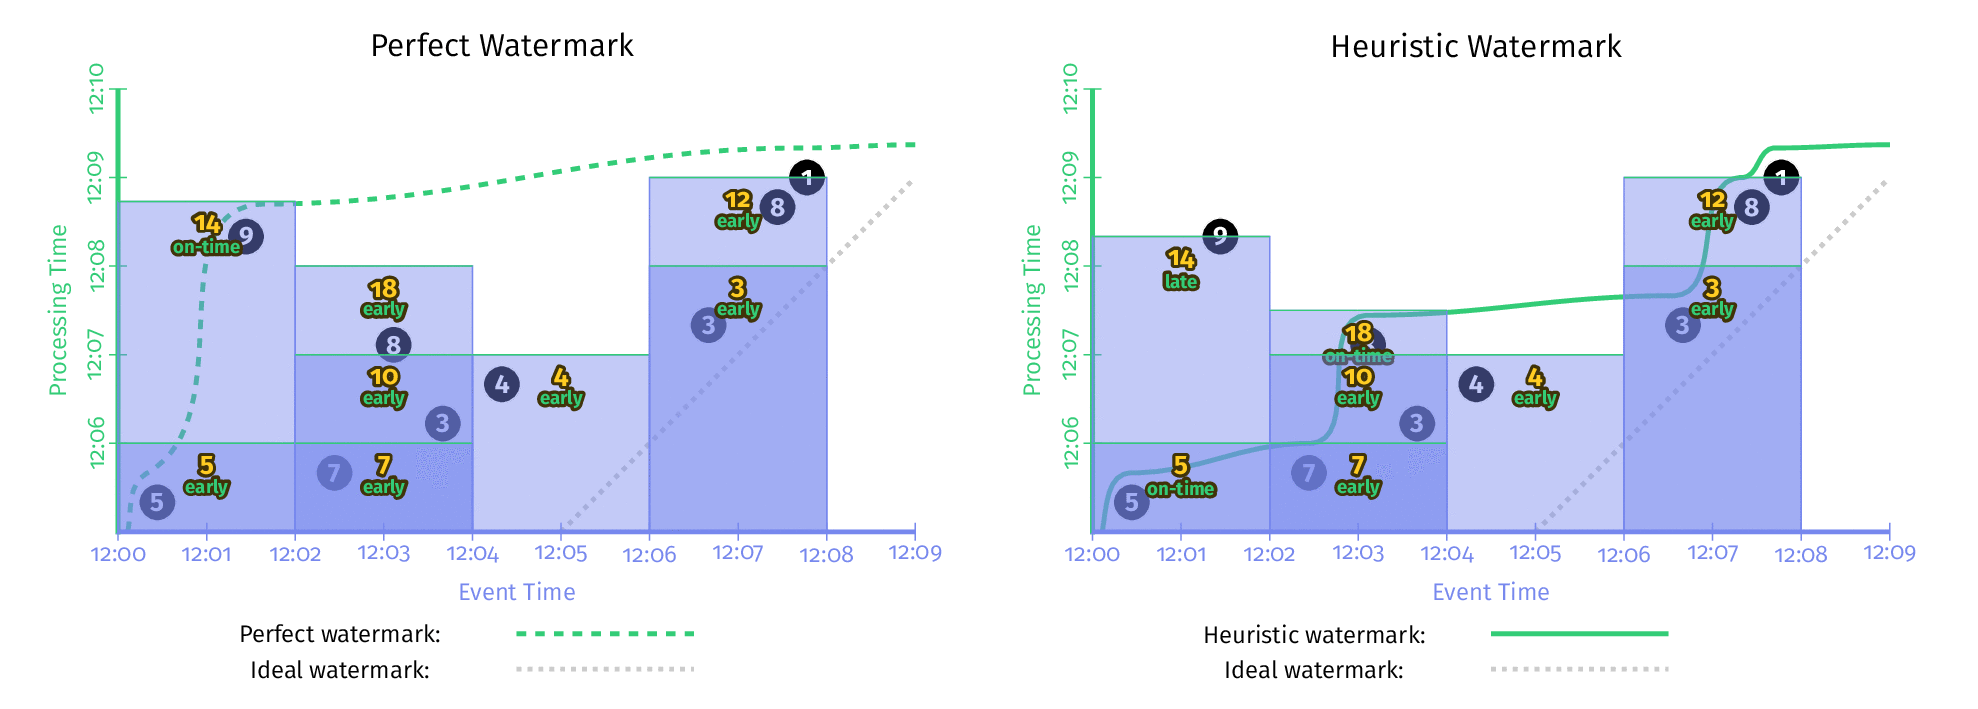 Perfect Watermark
12:10
12:09
12:08
12:07
12:06
Processing Time
14
on-time
9
18
early
8
10
early
3
5
early
5
7
7
early
4
4
early
1
12
early
8
3
early
3
12:00 12:01 12:02 12:03 12:04 12:05 12:06 12:07 12:08 12:09
Event Time
Perfect watermark:
Ideal watermark:
Heuristic Watermark
12:10
12:09
12:08
12:07
12:06
Processing Time
9
14
late
18
on-time
10
early
3
5
on-time
5
7
7
early
4
4
early
1
12
early
8
3
early
3
12:00 12:01 12:02 12:03 12:04 12:05 12:06 12:07 12:08 12:09
Event Time
Heuristic watermark:
Ideal watermark: